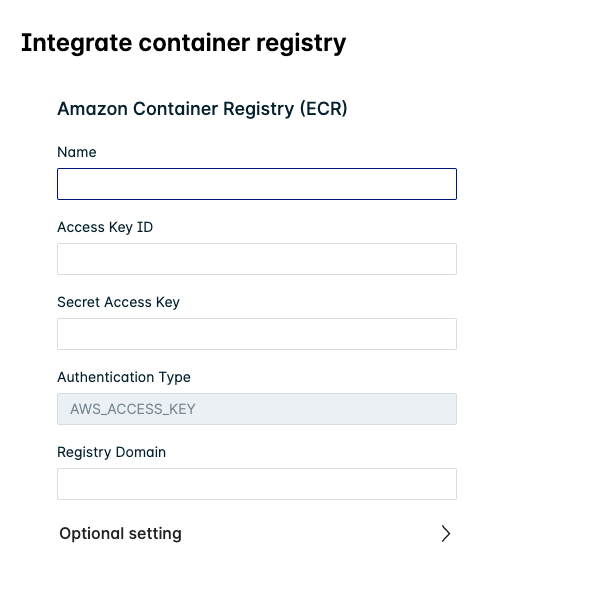 Integrate container registry
Amazon Container Registry (ECR)
Name
Access Key ID
Secret Access Key
Authentication Type
AWS_ACCESS_KEY
Registry Domain
Optional setting